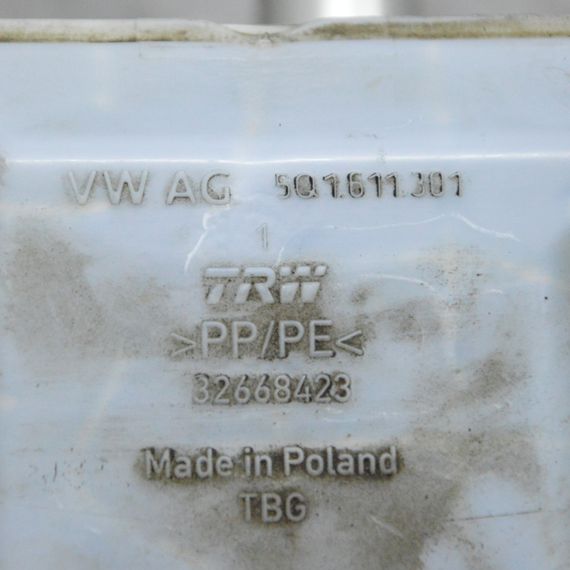 VW AG 5Q1.611.301
1
TRW
>PP/PE<
32668423
Made in Poland
TBG